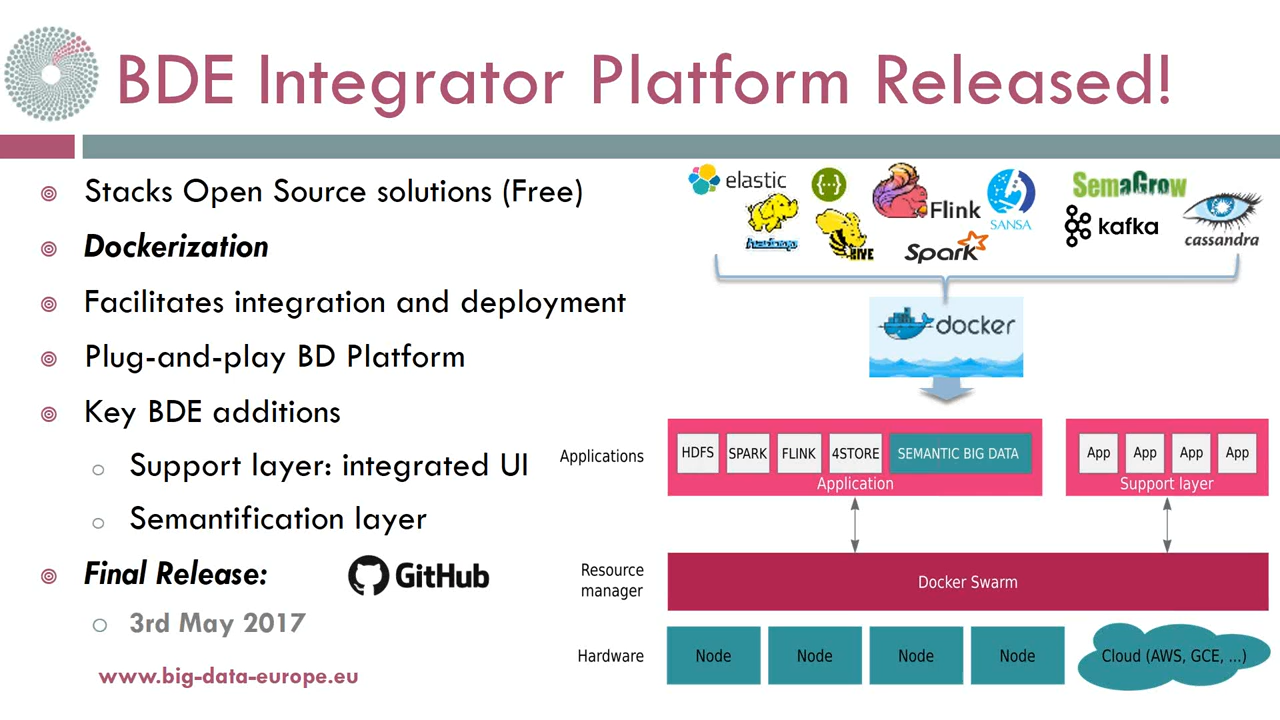 BDE Integrator Platform Released!
Stacks Open Source solutions (Free)
Dockerization
Facilitates integration and deployment
Plug-and-play BD Platform
Key BDE additions
Support layer: integrated UI
Semantification layer
Final Release:
GitHub
3rd May 2017
www.big-data-europe.eu
elastic
{··}
Flink
SANSA
SemaGrow
kafka
cassandra
HIVE
Spark
docker
Applications
HDFS
SPARK
FLINK
4STORE
SEMANTIC BIG DATA
Application
App
App
App
App
Support layer
Resource
manager
Docker Swarm
Hardware
Node
Node
Node
Node
Cloud (AWS, GCE, ...)